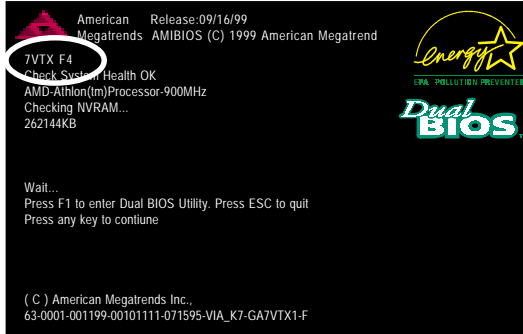 American Release:09/16/99
Megatrends AMIBIOS (C) 1999 American Megatrend
7VTX F4
Check System Health OK
AMD-Athlon(tm)Processor-900MHz
Checking NVRAM...
262144KB
energy
EPA POLLUTION PREVENTER
Dual
BIOS
Wait...
Press F1 to enter Dual BIOS Utility. Press ESC to quit
Press any key to contiune
( C ) American Megatrends Inc.,
63-0001-001199-00101111-071595-VIA_K7-GA7VTX1-F